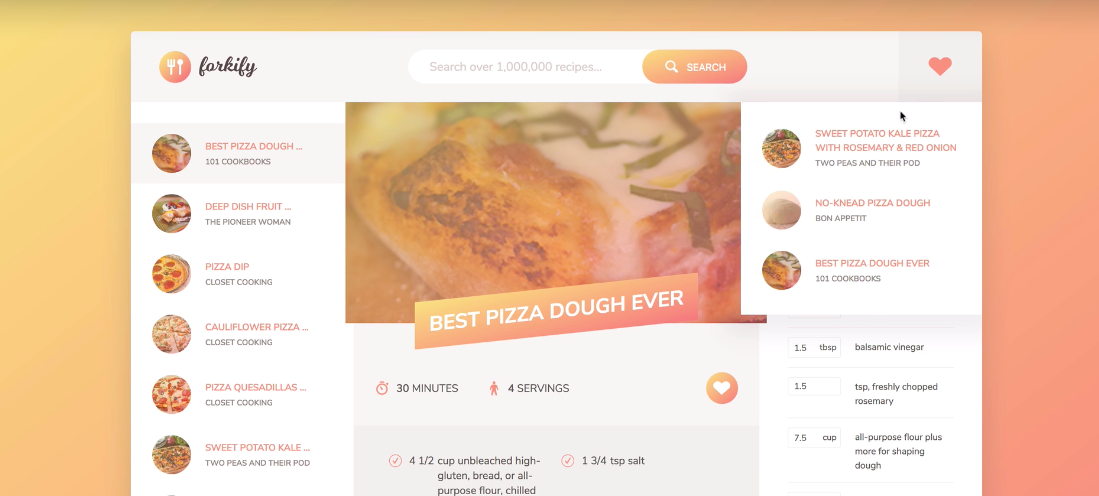 forkify
Search over 1,000,000 recipes...
SEARCH
BEST PIZZA DOUGH ...
101 COOKBOOKS
DEEP DISH FRUIT ...
THE PIONEER WOMAN
PIZZA DIP
CLOSET COOKING
CAULIFLOWER PIZZA ...
CLOSET COOKING
PIZZA QUESADILLAS ...
CLOSET COOKING
SWEET POTATO KALE ...
TWO PEAS AND THEIR POD
BEST PIZZA DOUGH EVER
30 MINUTES
4 SERVINGS
4 1/2 cup unbleached high-
gluten, bread, or all-
purpose flour, chilled
1 3/4 tsp salt
SWEET POTATO KALE PIZZA
WITH ROSEMARY & RED ONION
TWO PEAS AND THEIR POD
NO-KNEAD PIZZA DOUGH
BON APPETIT
BEST PIZZA DOUGH EVER
101 COOKBOOKS
1.5 tbsp balsamic vinegar
1.5 tsp, freshly chopped
rosemary
7.5 cup all-purpose flour plus
more for shaping
dough